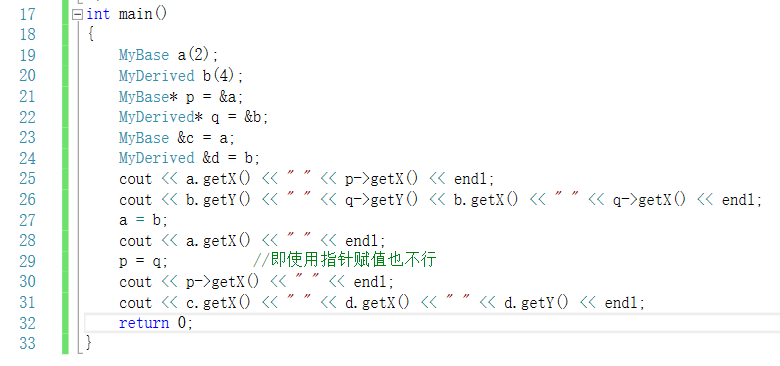 17 int main()
18 {
19 MyBase a(2);
20 MyDerived b(4);
21 MyBase* p = &a;
22 MyDerived* q = &b;
23 MyBase &c = a;
24 MyDerived &d = b;
25 cout << a.getX() << " " << p->getX() << endl;
26 cout << b.getY() << " " << q->getY() << b.getX() << " " << q->getX() << endl;
27 a = b;
28 cout << a.getX() << " " << endl;
29 p = q; //即使用指针赋值也不行
30 cout << p->getX() << " " << endl;
31 cout << c.getX() << " " << d.getX() << " " << d.getY() << endl;
32 return 0;
33 }